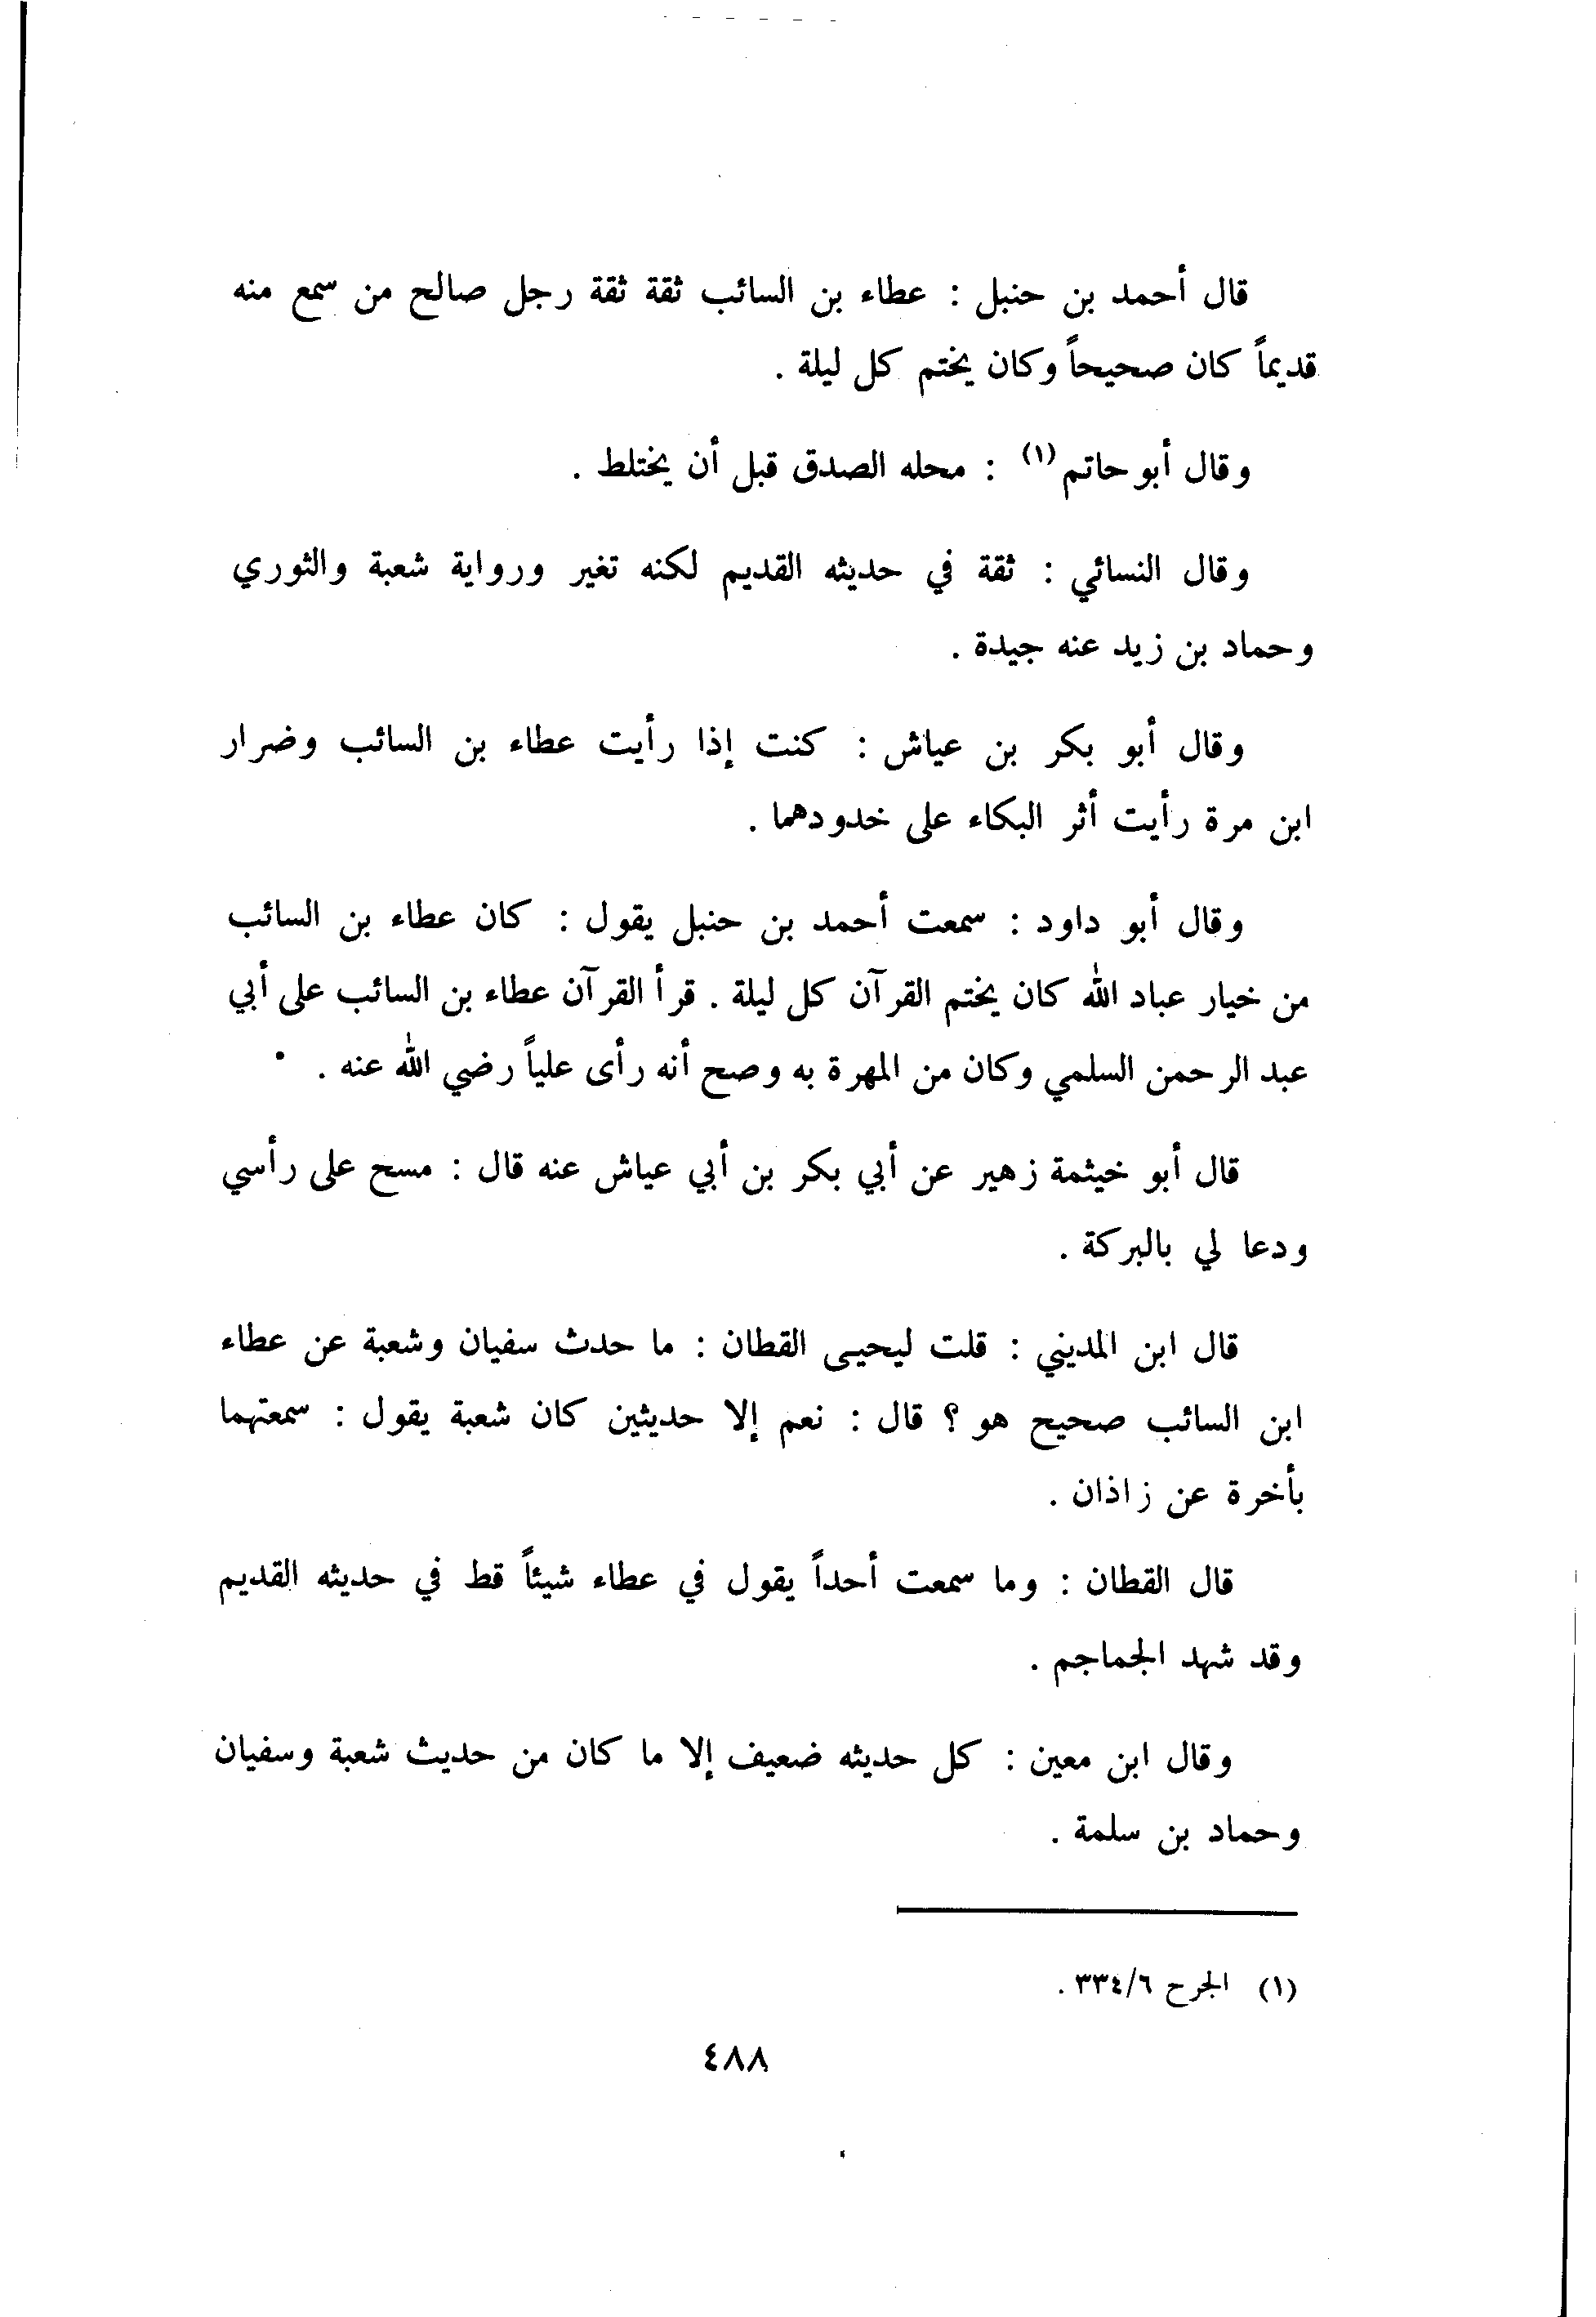 قال أحمد بن حنبل : عطاء بن السائب ثقة ثقة رجل صالح من سمع منه
قديماً كان صحيحاً وكان يختم كل ليلة .
وقال أبو حاتم (١) : محله الصدق قبل أن يختلط .
وقال النسائي : ثقة في حديثه القديم لكنه تغير ورواية شعبة والثوري
وحماد بن زيد عنه جيدة .
وقال أبو بكر بن عياش : كنت إذا رأيت عطاء بن السائب وضرار
ابن مرة رأيت أثر البكاء على خدودهما .
وقال أبو داود : سمعت أحمد بن حنبل يقول : كان عطاء بن السائب
من خيار عباد الله كان يختم القرآن كل ليلة . قرأ القرآن عطاء بن السائب على أبي
عبد الرحمن السلمي وكان من المهرة به وصح أنه رأى علياً رضي الله عنه .
قال أبو خيثمة زهير عن أبي بكر بن أبي عياش عنه قال : مسح على رأسي
ودعا لي بالبركة .
قال ابن المديني : قلت ليحيى القطان : ما حدث سفيان وشعبة عن عطاء
ابن السائب صحيح هو ؟ قال : نعم إلا حديثين كان شعبة يقول : سمعتهما
بأخرة عن زاذان .
قال القطان : وما سمعت أحداً يقول في عطاء شيئاً قط في حديثه القديم
وقد شهد الجماجم .
وقال ابن معين : كل حديثه ضعيف إلا ما كان من حديث شعبة وسفيان
وحماد بن سلمة .
(١) الجرح ٣٣٤/٦ .
٤٨٨